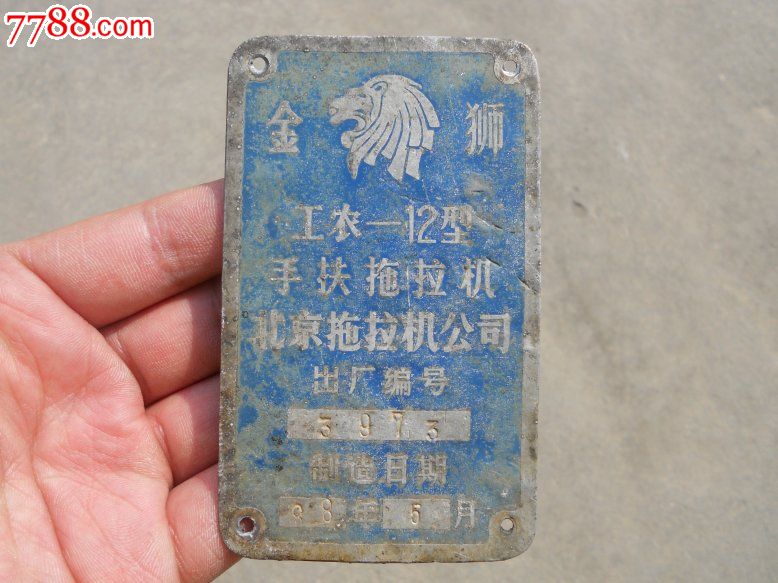 7788.com
金 狮
工农—12型
手扶拖拉机
北京拖拉机公司
出厂编号
3973
制造日期
88年5月